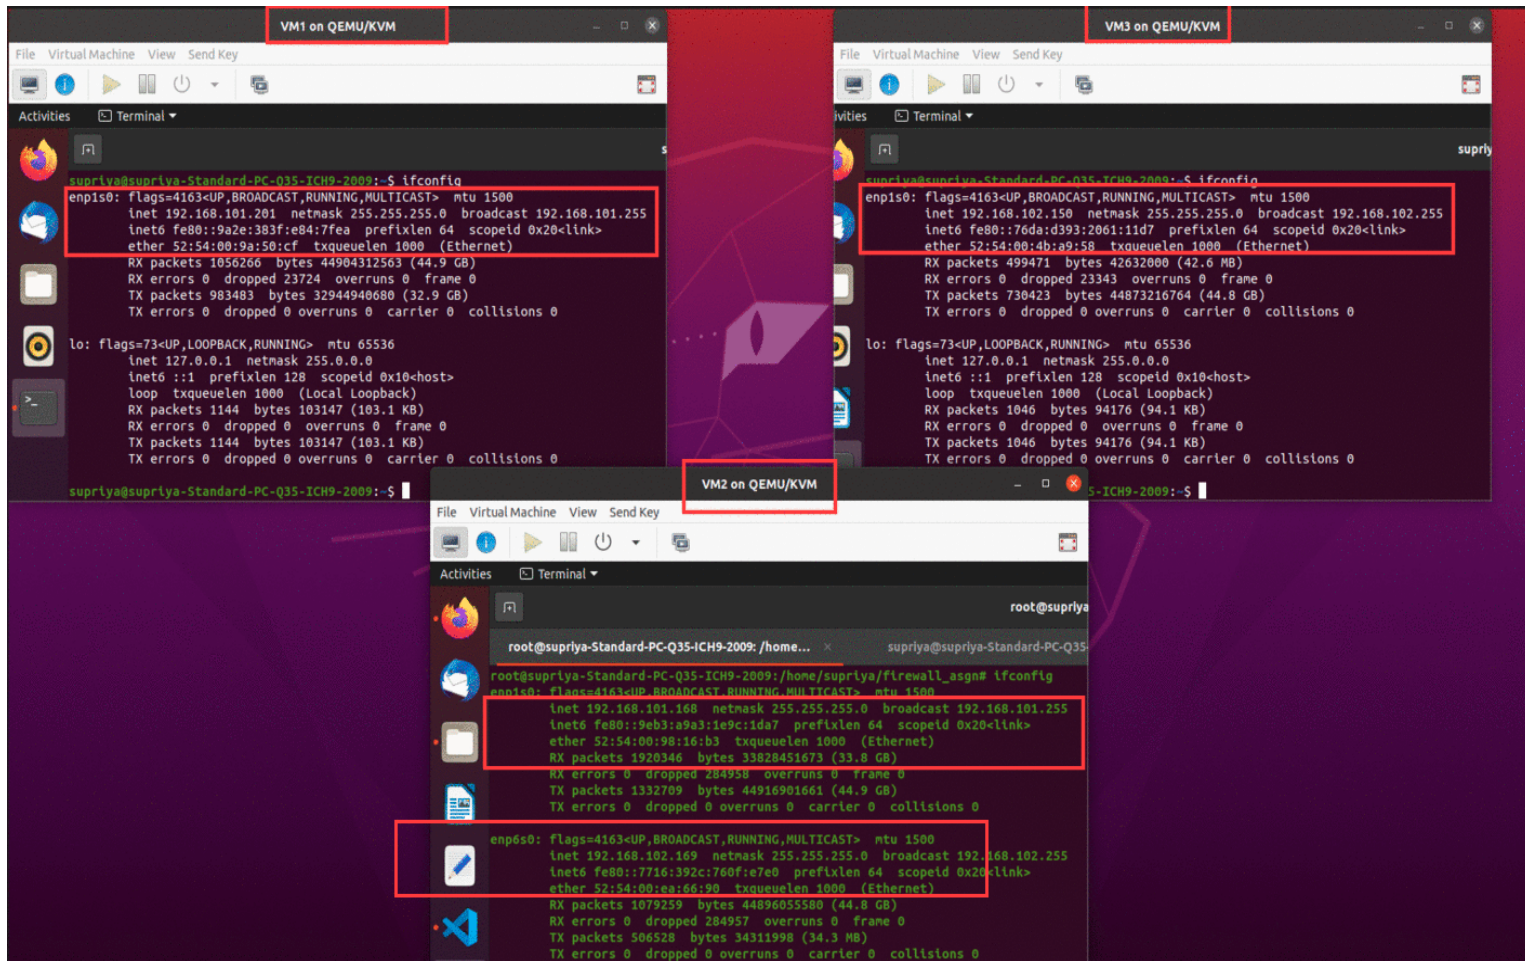 VM1 on QEMU/KVM
File Virtual Machine View Send Key
Activities Terminal
supriya@supriya-Standard-PC-Q35-ICH9-2009:~$ ifconfig
enp1s0: flags=4163<UP,BROADCAST,RUNNING,MULTICAST> mtu 1500
inet 192.168.101.201 netmask 255.255.255.0 broadcast 192.168.101.255
inet6 fe80::9a2e:383f:e84:7fea prefixlen 64 scopeid 0x20<link>
ether 52:54:00:9a:50:cf txqueuelen 1000 (Ethernet)
RX packets 1056266 bytes 44904312563 (44.9 GB)
RX errors 0 dropped 23724 overruns 0 frame 0
TX packets 983483 bytes 32944940680 (32.9 GB)
TX errors 0 dropped 0 overruns 0 carrier 0 collisions 0
lo: flags=73<UP,LOOPBACK,RUNNING> mtu 65536
inet 127.0.0.1 netmask 255.0.0.0
inet6 ::1 prefixlen 128 scopeid 0x10<host>
loop txqueuelen 1000 (Local Loopback)
RX packets 1144 bytes 103147 (103.1 KB)
RX errors 0 dropped 0 overruns 0 frame 0
TX packets 1144 bytes 103147 (103.1 KB)
TX errors 0 dropped 0 overruns 0 carrier 0 collisions 0
supriya@supriya-Standard-PC-Q35-ICH9-2009:~$
VM3 on QEMU/KVM
File Virtual Machine View Send Key
ivities Terminal
supriy
supriya@supriya-Standard-PC-Q35-ICH9-2009:~$ ifconfig
enp1s0: flags=4163<UP,BROADCAST,RUNNING,MULTICAST> mtu 1500
inet 192.168.102.150 netmask 255.255.255.0 broadcast 192.168.102.255
inet6 fe80::76da:d393:2061:11d7 prefixlen 64 scopeid 0x20<link>
ether 52:54:00:4b:a9:58 txqueuelen 1000 (Ethernet)
RX packets 499471 bytes 42632000 (42.6 MB)
RX errors 0 dropped 23343 overruns 0 frame 0
TX packets 730423 bytes 44873216764 (44.8 GB)
TX errors 0 dropped 0 overruns 0 carrier 0 collisions 0
lo: flags=73<UP,LOOPBACK,RUNNING> mtu 65536
inet 127.0.0.1 netmask 255.0.0.0
inet6 ::1 prefixlen 128 scopeid 0x10<host>
loop txqueuelen 1000 (Local Loopback)
RX packets 1046 bytes 94176 (94.1 KB)
RX errors 0 dropped 0 overruns 0 frame 0
TX packets 1046 bytes 94176 (94.1 KB)
TX errors 0 dropped 0 overruns 0 carrier 0 collisions 0
5-ICH9-2009:~$
VM2 on QEMU/KVM
File Virtual Machine View Send Key
Activities Terminal
root@supriya
root@supriya-Standard-PC-Q35-ICH9-2009: /home... × supriya@supriya-Standard-PC-Q35-
root@supriya-Standard-PC-Q35-ICH9-2009:/home/supriya/firewall_asgn# ifconfig
enp1s0: flags=4163<UP,BROADCAST,RUNNING,MULTICAST> mtu 1500
inet 192.168.101.168 netmask 255.255.255.0 broadcast 192.168.101.255
inet6 fe80::9eb3:a9a3:1e9c:1da7 prefixlen 64 scopeid 0x20<link>
ether 52:54:00:98:16:b3 txqueuelen 1000 (Ethernet)
RX packets 1920346 bytes 33828451673 (33.8 GB)
RX errors 0 dropped 284958 overruns 0 frame 0
TX packets 1332709 bytes 44916901661 (44.9 GB)
TX errors 0 dropped 0 overruns 0 carrier 0 collisions 0
enp6s0: flags=4163<UP,BROADCAST,RUNNING,MULTICAST> mtu 1500
inet 192.168.102.169 netmask 255.255.255.0 broadcast 192.168.102.255
inet6 fe80::7716:392c:760f:e7e0 prefixlen 64 scopeid 0x20<link>
ether 52:54:00:ea:66:90 txqueuelen 1000 (Ethernet)
RX packets 1079259 bytes 44896055580 (44.8 GB)
RX errors 0 dropped 284957 overruns 0 frame 0
TX packets 506528 bytes 34311998 (34.3 MB)
TX errors 0 dropped 0 overruns 0 carrier 0 collisions 0